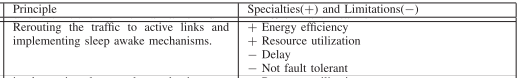 Principle
Specialties(+) and Limitations(−)
Rerouting the traffic to active links and
implementing sleep awake mechanisms.
+ Energy efficiency
+ Resource utilization
− Delay
− Not fault tolerant